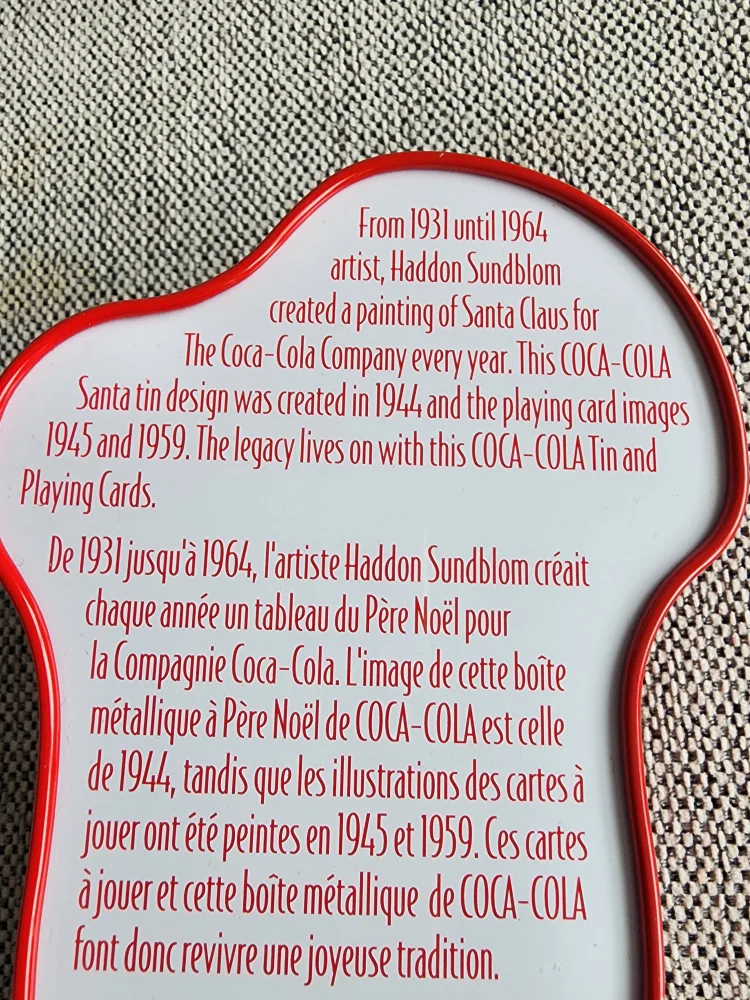 From 1931 until 1964
artist, Haddon Sundblom
created a painting of Santa Claus for
The Coca-Cola Company every year. This COCA-COLA
Santa tin design was created in 1944 and the playing card images
1945 and 1959. The legacy lives on with this COCA-COLA Tin and
Playing Cards.
De 1931 jusqu'à 1964, l'artiste Haddon Sundblom créait
chaque année un tableau du Père Noël pour
la Compagnie Coca-Cola. L'image de cette boîte
métallique à Père Noël de COCA-COLA est celle
de 1944, tandis que les illustrations des cartes à
jouer ont été peintes en 1945 et 1959. Ces cartes
à jouer et cette boîte métallique de COCA-COLA
font donc revivre une joyeuse tradition.